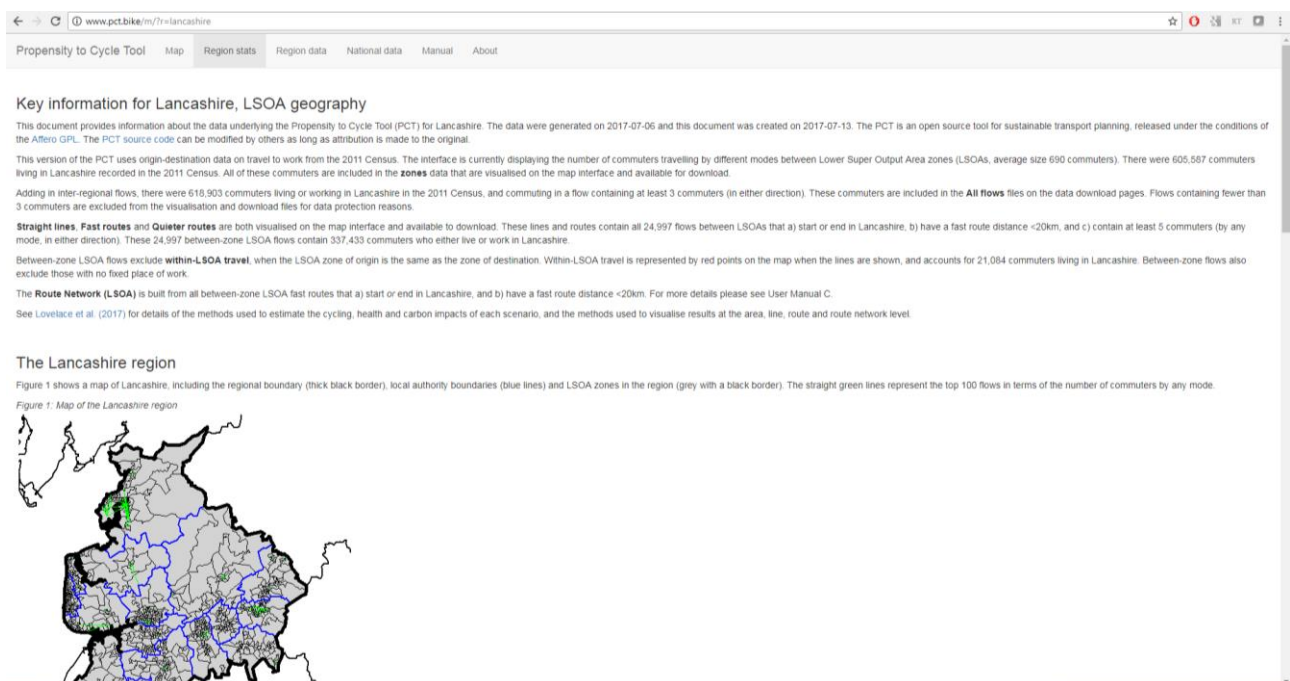 www.pct.bike/m/?r=lancashire
Propensity to Cycle Tool Map Region stats Region data National data Manual About
Key information for Lancashire, LSOA geography
This document provides information about the data underlying the Propensity to Cycle Tool (PCT) for Lancashire. The data were generated on 2017-07-06 and this document was created on 2017-07-13. The PCT is an open source tool for sustainable transport planning, released under the conditions of
the Affero GPL. The PCT source code can be modified by others as long as attribution is made to the original.
This version of the PCT uses origin-destination data on travel to work from the 2011 Census. The interface is currently displaying the number of commuters travelling by different modes between Lower Super Output Area zones (LSOAs, average size 690 commuters). There were 605,587 commuters
living in Lancashire recorded in the 2011 Census. All of these commuters are included in the zones data that are visualised on the map interface and available for download.
Adding in inter-regional flows, there were 618,903 commuters living or working in Lancashire in the 2011 Census, and commuting in a flow containing at least 3 commuters (in either direction). These commuters are included in the All flows files on the data download pages. Flows containing fewer than
3 commuters are excluded from the visualisation and download files for data protection reasons.
Straight lines, Fast routes and Quieter routes are both visualised on the map interface and available to download. These lines and routes contain all 24,997 flows between LSOAs that a) start or end in Lancashire, b) have a fast route distance <20km, and c) contain at least 5 commuters (by any
mode, in either direction). These 24,997 between-zone LSOA flows contain 337,433 commuters who either live or work in Lancashire.
Between-zone LSOA flows exclude within-LSOA travel, when the LSOA zone of origin is the same as the zone of destination. Within-LSOA travel is represented by red points on the map when the lines are shown, and accounts for 21,084 commuters living in Lancashire. Between-zone flows also
exclude those with no fixed place of work.
The Route Network (LSOA) is built from all between-zone LSOA fast routes that a) start or end in Lancashire, and b) have a fast route distance <20km. For more details please see User Manual C.
See Lovelace et al. (2017) for details of the methods used to estimate the cycling, health and carbon impacts of each scenario, and the methods used to visualise results at the area, line, route and route network level.
The Lancashire region
Figure 1 shows a map of Lancashire, including the regional boundary (thick black border), local authority boundaries (blue lines) and LSOA zones in the region (grey with a black border). The straight green lines represent the top 100 flows in terms of the number of commuters by any mode.
Figure 1: Map of the Lancashire region